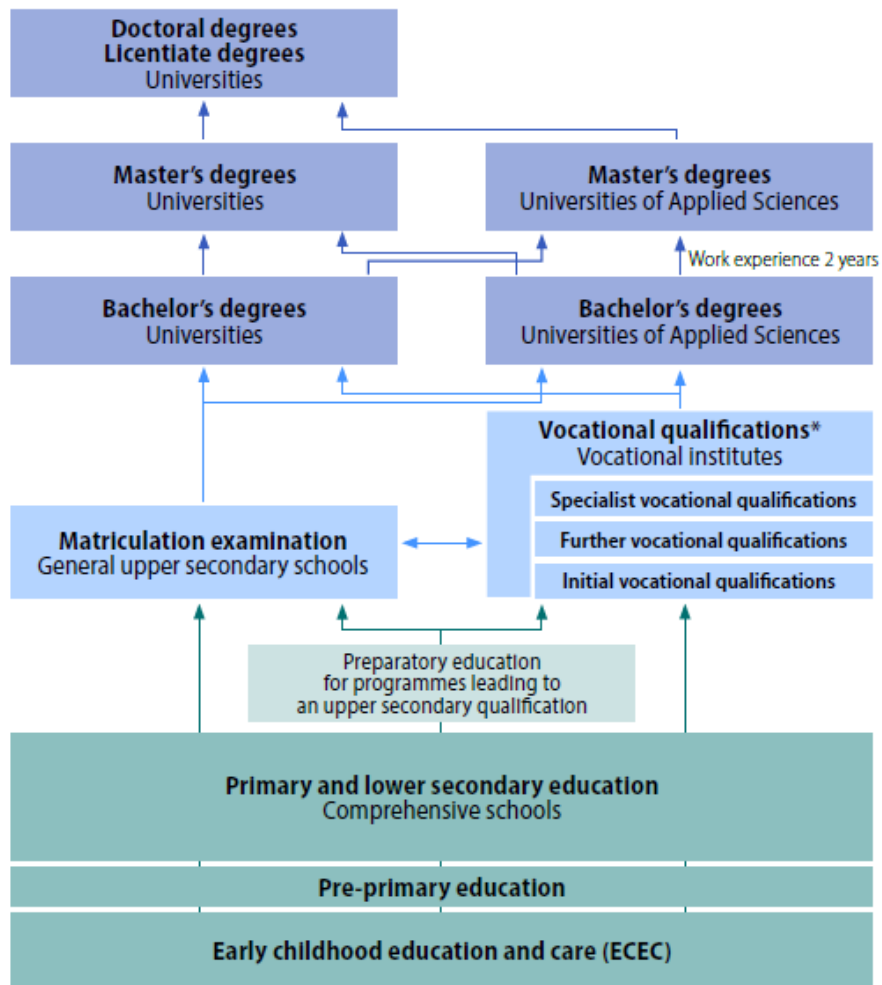 Doctoral degrees
Licentiate degrees
Universities
Master's degrees
Universities
Master's degrees
Universities of Applied Sciences
Work experience 2 years
Bachelor's degrees
Universities
Bachelor's degrees
Universities of Applied Sciences
Vocational qualifications*
Vocational institutes
Specialist vocational qualifications
Further vocational qualifications
Initial vocational qualifications
Matriculation examination
General upper secondary schools
Preparatory education
for programmes leading to
an upper secondary qualification
Primary and lower secondary education
Comprehensive schools
Pre-primary education
Early childhood education and care (ECEC)